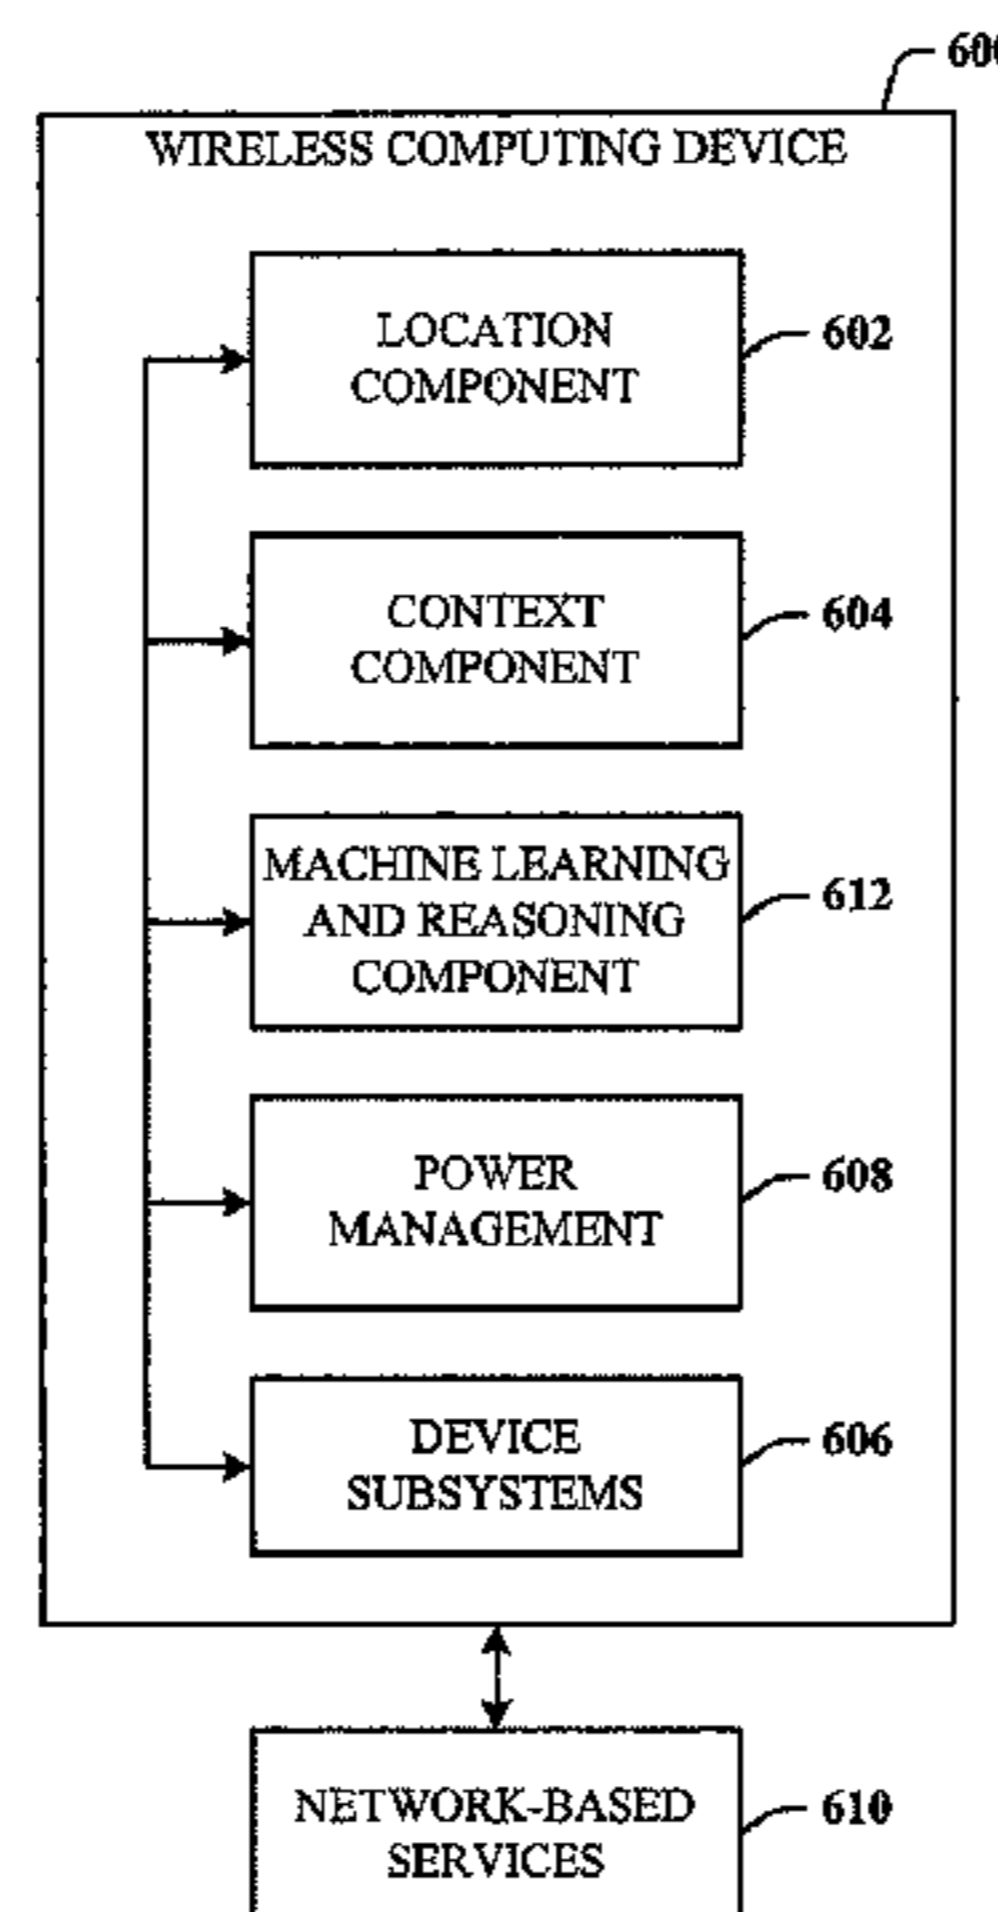 WIRELESS COMPUTING DEVICE
LOCATION
COMPONENT
602
CONTEXT
COMPONENT
604
MACHINE LEARNING
AND REASONING
COMPONENT
612
POWER
MANAGEMENT
608
DEVICE
SUBSYSTEMS
606
NETWORK-BASED
SERVICES
610